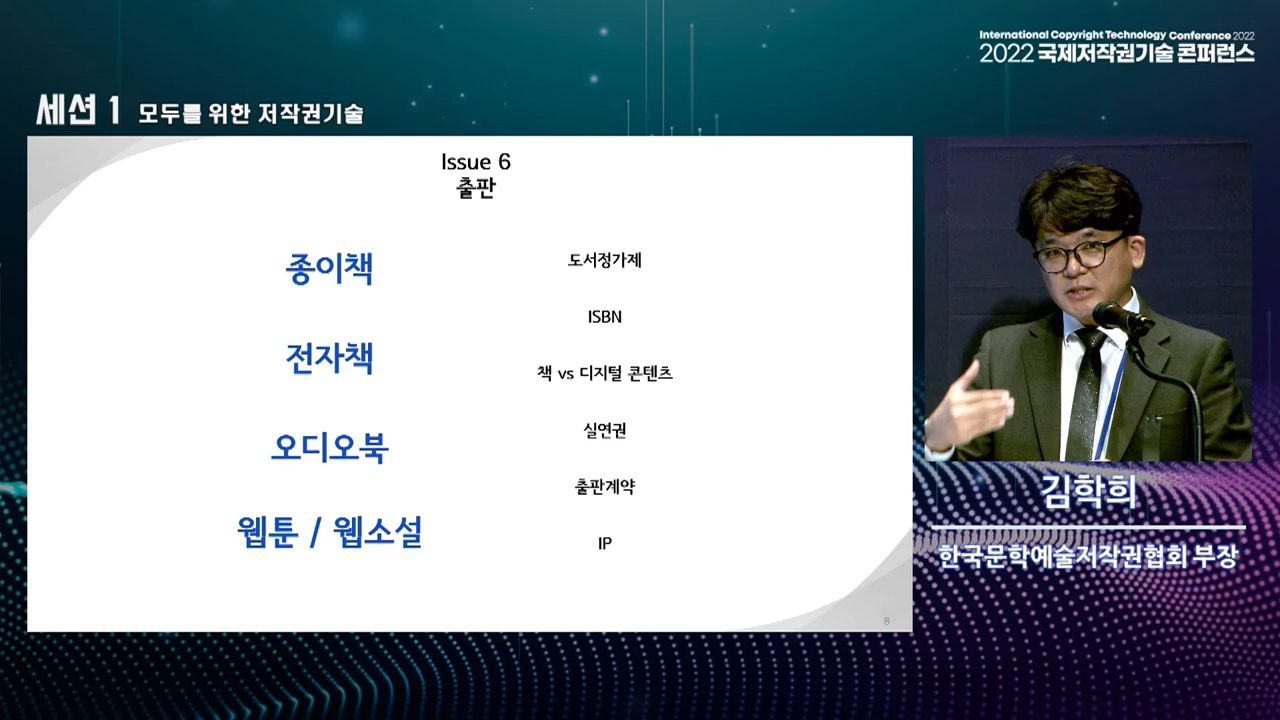 International Copyright Technology Conference 2022
2022 국제저작권기술 콘퍼런스
세션 1 모두를 위한 저작권기술
Issue 6
출판
종이책
전자책
오디오북
웹툰 / 웹소설
도서정가제
ISBN
책 vs 디지털 콘텐츠
실연권
출판계약
IP
8
김학희
한국문학예술저작권협회 부장